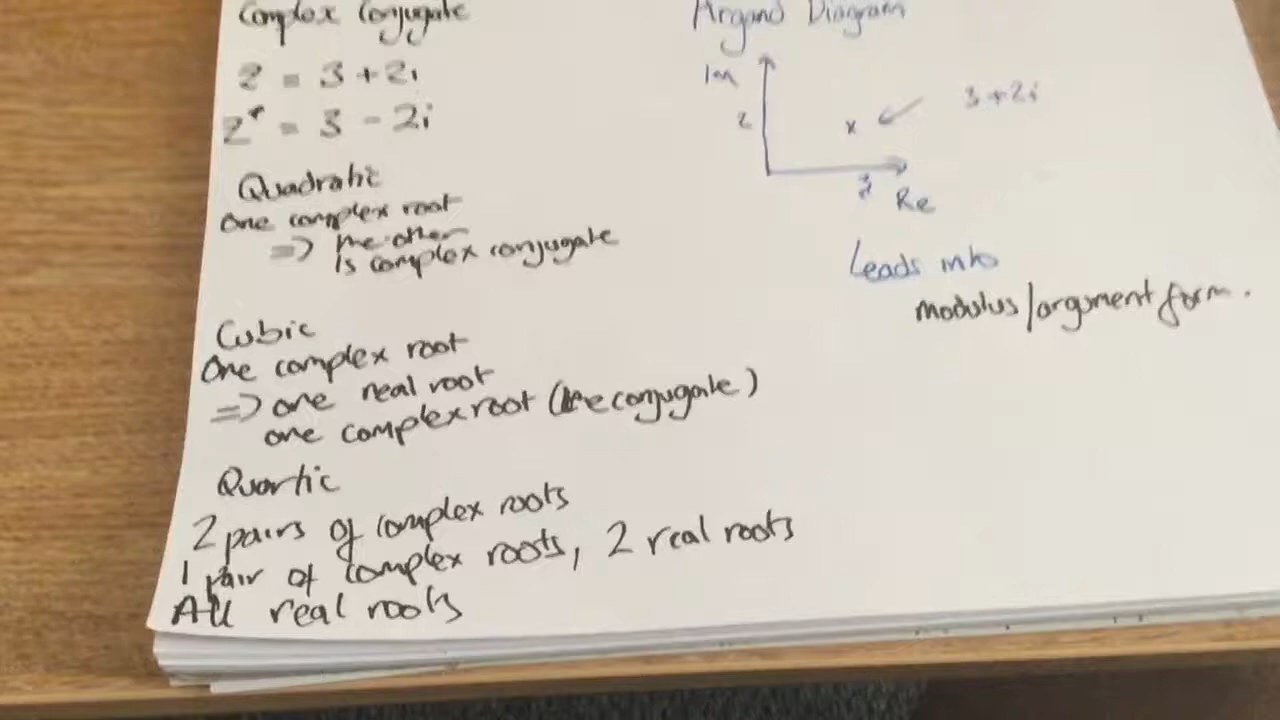 Complex Conjugate
z = 3 + 2i
z* = 3 - 2i
Quadratic
One complex root
=> the other
is complex conjugate
Cubic
One complex root
=> one real root
one complex root (the conjugate)
Quartic
2 pairs of complex roots
1 pair of complex roots, 2 real roots
All real roots
Argand Diagram
Im
2
x
3+2i
3
Re
Leads into
modulus/argument form.